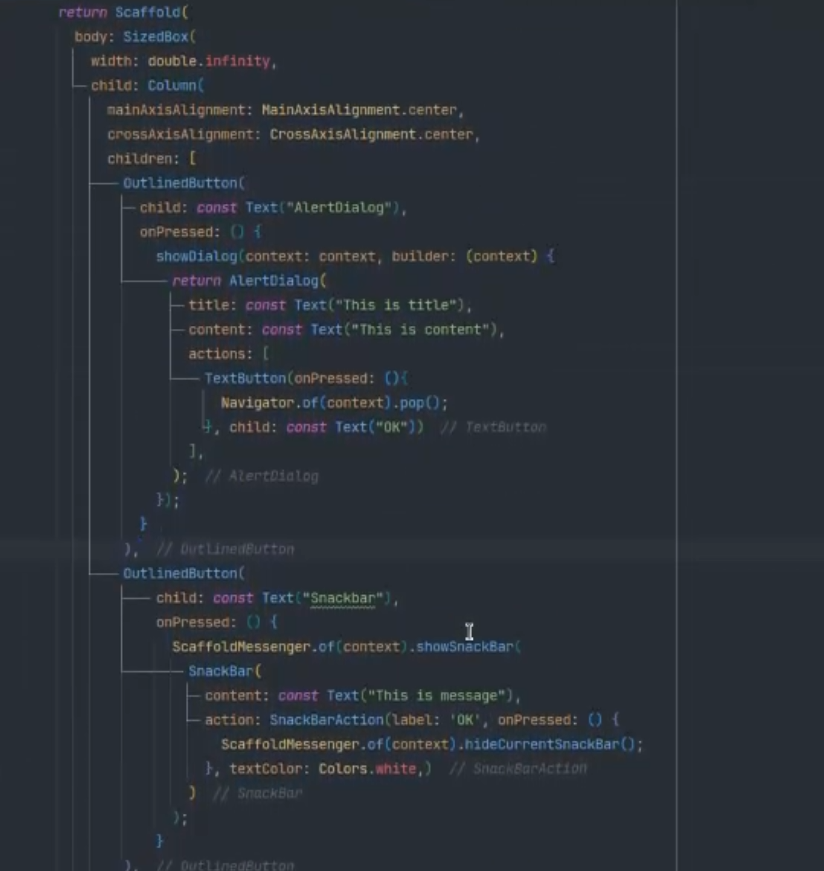 return Scaffold(
body: SizedBox(
width: double.infinity,
child: Column(
mainAxisAlignment: MainAxisAlignment.center,
crossAxisAlignment: CrossAxisAlignment.center,
children: [
OutlinedButton(
child: const Text("AlertDialog"),
onPressed: () {
showDialog(context: context, builder: (context) {
return AlertDialog(
title: const Text("This is title"),
content: const Text("This is content"),
actions: [
TextButton(onPressed: (){
Navigator.of(context).pop();
}, child: const Text("OK")) // TextButton
],
); // AlertDialog
});
}
), // OutlinedButton
OutlinedButton(
child: const Text("Snackbar"),
onPressed: () {
ScaffoldMessenger.of(context).showSnackBar(
SnackBar(
content: const Text("This is message"),
action: SnackBarAction(label: 'OK', onPressed: () {
ScaffoldMessenger.of(context).hideCurrentSnackBar();
}, textColor: Colors.white,) // SnackBarAction
) // SnackBar
);
}
), // OutlinedButton